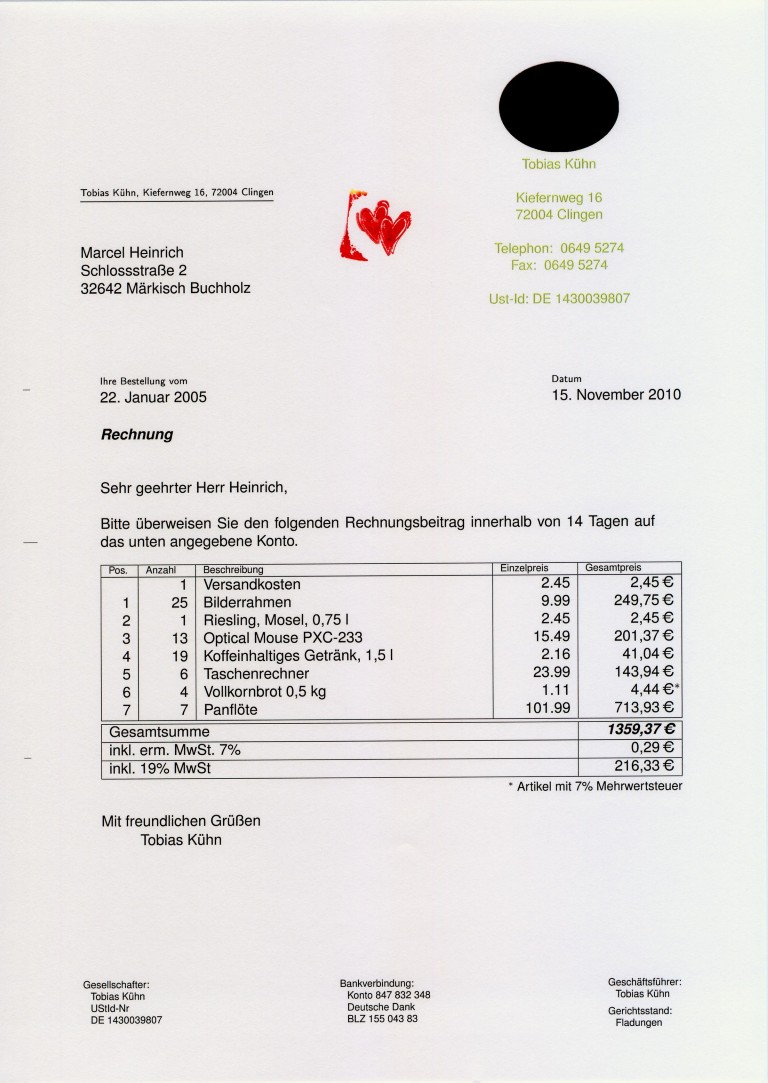 Tobias Kühn
Kiefernweg 16
72004 Clingen
Telephon: 0649 5274
Fax: 0649 5274
Ust-Id: DE 1430039807
Tobias Kühn, Kiefernweg 16, 72004 Clingen
Marcel Heinrich
Schlossstraße 2
32642 Märkisch Buchholz
Ihre Bestellung vom Datum
22. Januar 2005 15. November 2010
Rechnung
Sehr geehrter Herr Heinrich,
Bitte überweisen Sie den folgenden Rechnungsbeitrag innerhalb von 14 Tagen auf
das unten angegebene Konto.
Pos. Anzahl Beschreibung Einzelpreis Gesamtpreis
1 Versandkosten 2.45 2,45 €
1 25 Bilderrahmen 9.99 249,75 €
2 1 Riesling, Mosel, 0,75 l 2.45 2,45 €
3 13 Optical Mouse PXC-233 15.49 201,37 €
4 19 Koffeinhaltiges Getränk, 1,5 l 2.16 41,04 €
5 6 Taschenrechner 23.99 143,94 €
6 4 Vollkornbrot 0,5 kg 1.11 4,44 €*
7 7 Panflöte 101.99 713,93 €
Gesamtsumme 1359,37 €
inkl. erm. MwSt. 7% 0,29 €
inkl. 19% MwSt 216,33 €
* Artikel mit 7% Mehrwertsteuer
Mit freundlichen Grüßen
Tobias Kühn
Gesellschafter:
Tobias Kühn
UStId-Nr
DE 1430039807
Bankverbindung:
Konto 847 832 348
Deutsche Dank
BLZ 155 043 83
Geschäftsführer:
Tobias Kühn
Gerichtsstand:
Fladungen